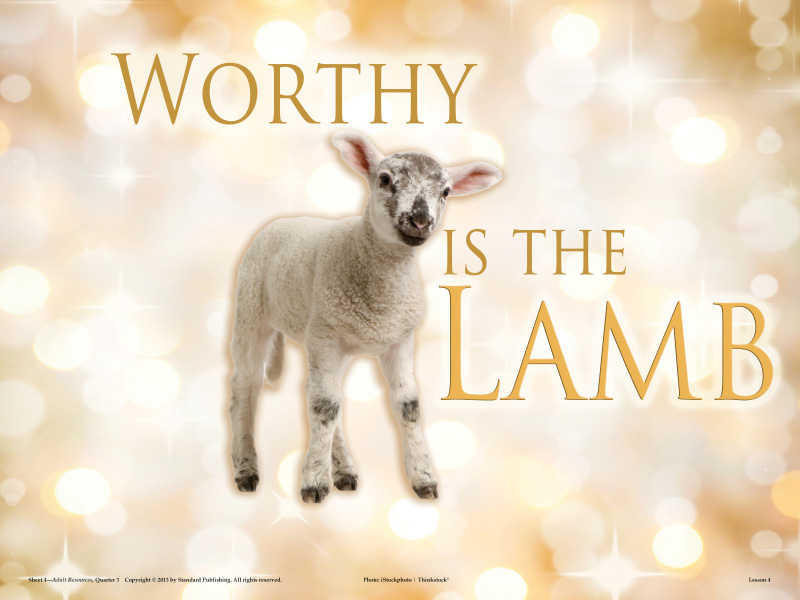 WORTHY
IS THE
LAMB
Sheet 4—Adult Resources, Quarter 3 Copyright © 2013 by Standard Publishing. All rights reserved. Photo: iStockphoto | Thinkstock® Lesson 4